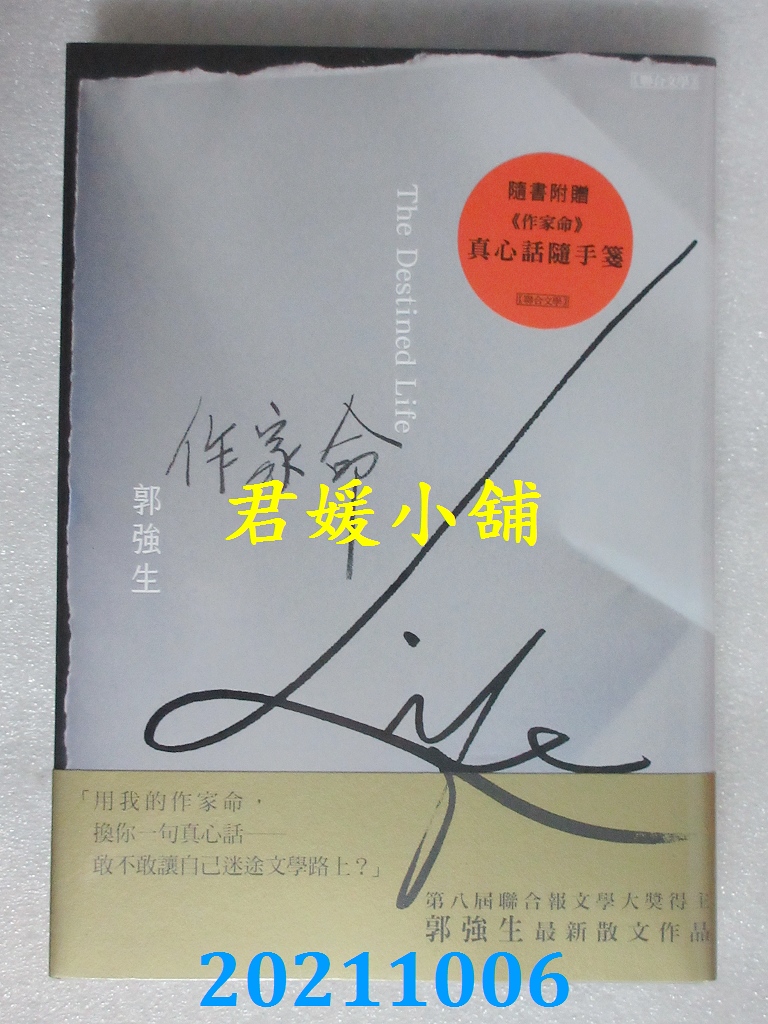 【聯合文學】
隨書附贈
《作家命》
真心話隨手箋
【聯合文學】
The Destined Life
作家命
郭強生
君媛小舖
Life
「用我的作家命，
換你一句真心話——
敢不敢讓自己迷途文學路上？」
第八屆聯合報文學大獎得主
郭強生最新散文作品
20211006